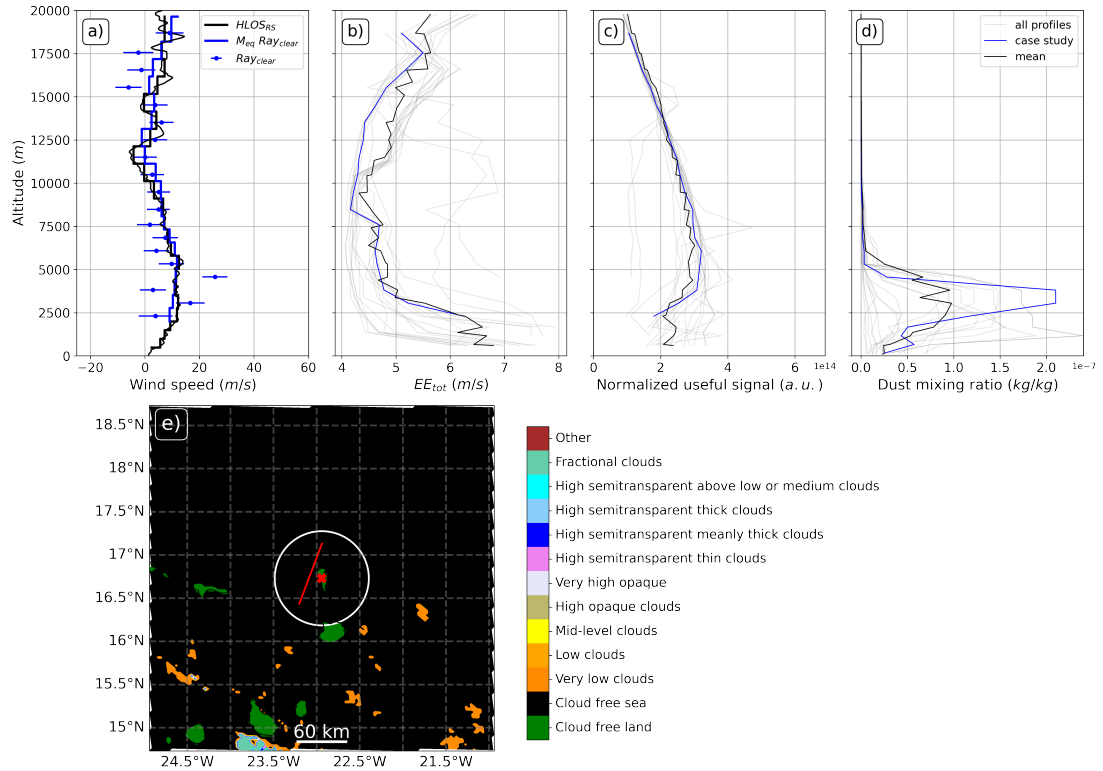 a)
HLOS_RS
M_eq Ray_clear
Ray_clear
20000
17500
15000
12500
10000
7500
5000
2500
0
Altitude (m)
−20
0
20
40
60
Wind speed (m/s)
b)
4
5
6
7
8
EE_tot (m/s)
c)
0
2
4
6
1e14
Normalized useful signal (a.u.)
d)
all profiles
case study
mean
0.0
0.5
1.0
1.5
2.0
1e−7
Dust mixing ratio (kg/kg)
e)
18.5°N
18°N
17.5°N
17°N
16.5°N
16°N
15.5°N
15°N
60 km
24.5°W
23.5°W
22.5°W
21.5°W
Other
Fractional clouds
High semitransparent above low or medium clouds
High semitransparent thick clouds
High semitransparent meanly thick clouds
High semitransparent thin clouds
Very high opaque
High opaque clouds
Mid-level clouds
Low clouds
Very low clouds
Cloud free sea
Cloud free land